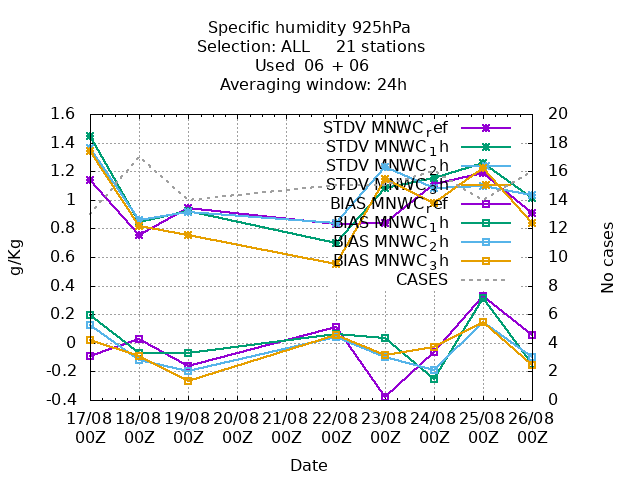 Specific humidity 925hPa
Selection: ALL 21 stations
Used 06 + 06
Averaging window: 24h
g/Kg
1.6
1.4
1.2
1
0.8
0.6
0.4
0.2
0
-0.2
-0.4
STDV MNWC_ref
STDV MNWC_1h
STDV MNWC_2h
STDV MNWC_3h
BIAS MNWC_ref
BIAS MNWC_1h
BIAS MNWC_2h
BIAS MNWC_3h
CASES
20
18
16
14
12
10
8
6
4
2
0
No cases
17/08 18/08 19/08 20/08 21/08 22/08 23/08 24/08 25/08 26/08
00Z 00Z 00Z 00Z 00Z 00Z 00Z 00Z 00Z 00Z
Date